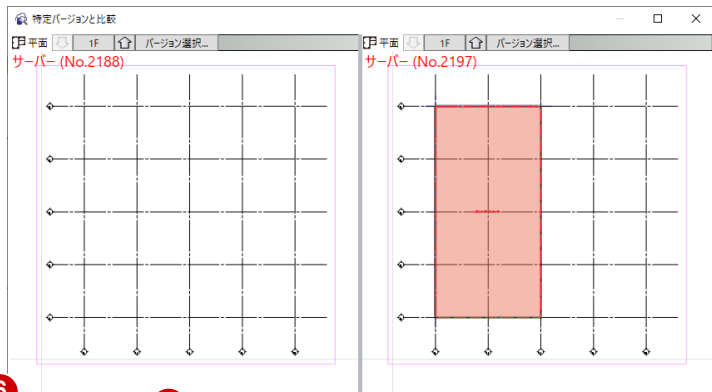 特定バージョンと比較
平面 1F バージョン選択...
サーバー (No.2188)
平面 1F バージョン選択...
サーバー (No.2197)
6